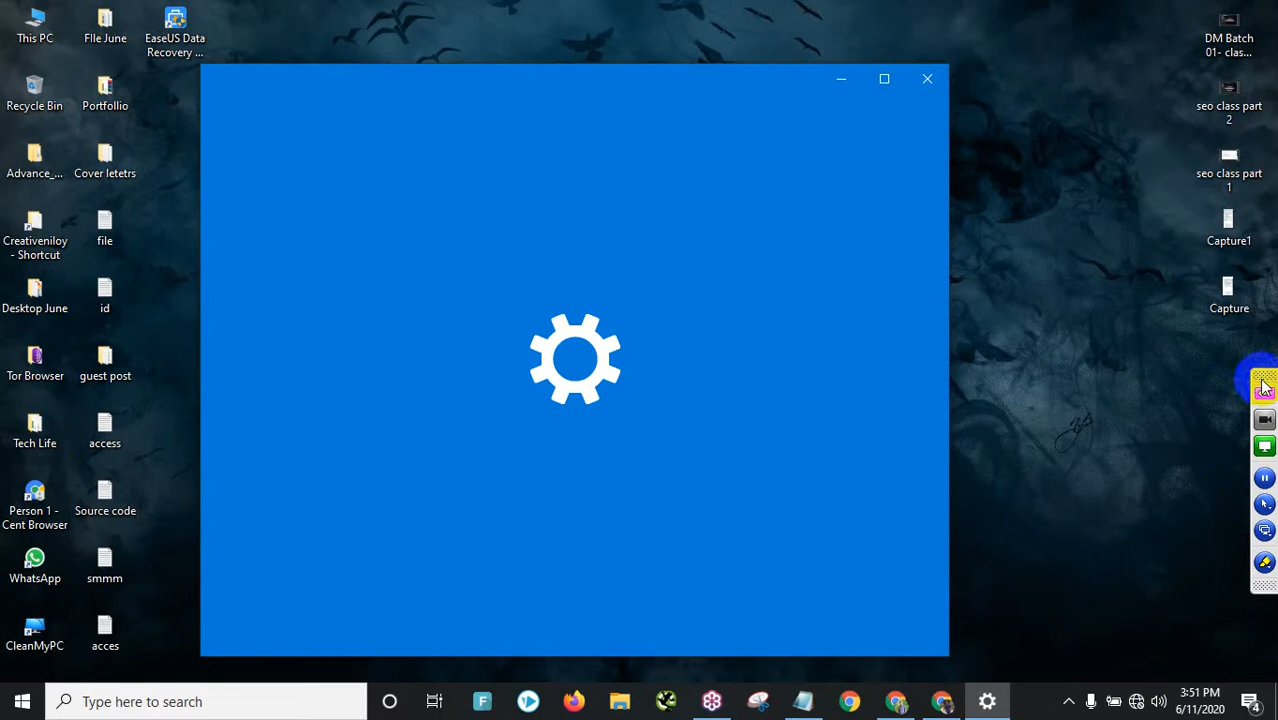 This PC
FIle June
EaseUS Data
Recovery ...
Recycle Bin
Portfollio
Advance_...
Cover letetrs
Creativeniloy
- Shortcut
file
Desktop June
id
Tor Browser
guest post
Tech Life
access
Person 1 -
Cent Browser
Source code
WhatsApp
smmm
CleanMyPC
acces
DM Batch
01- clas...
seo class part
2
seo class part
1
Capture1
Capture
Type here to search
F
3:51 PM
6/11/2020
4